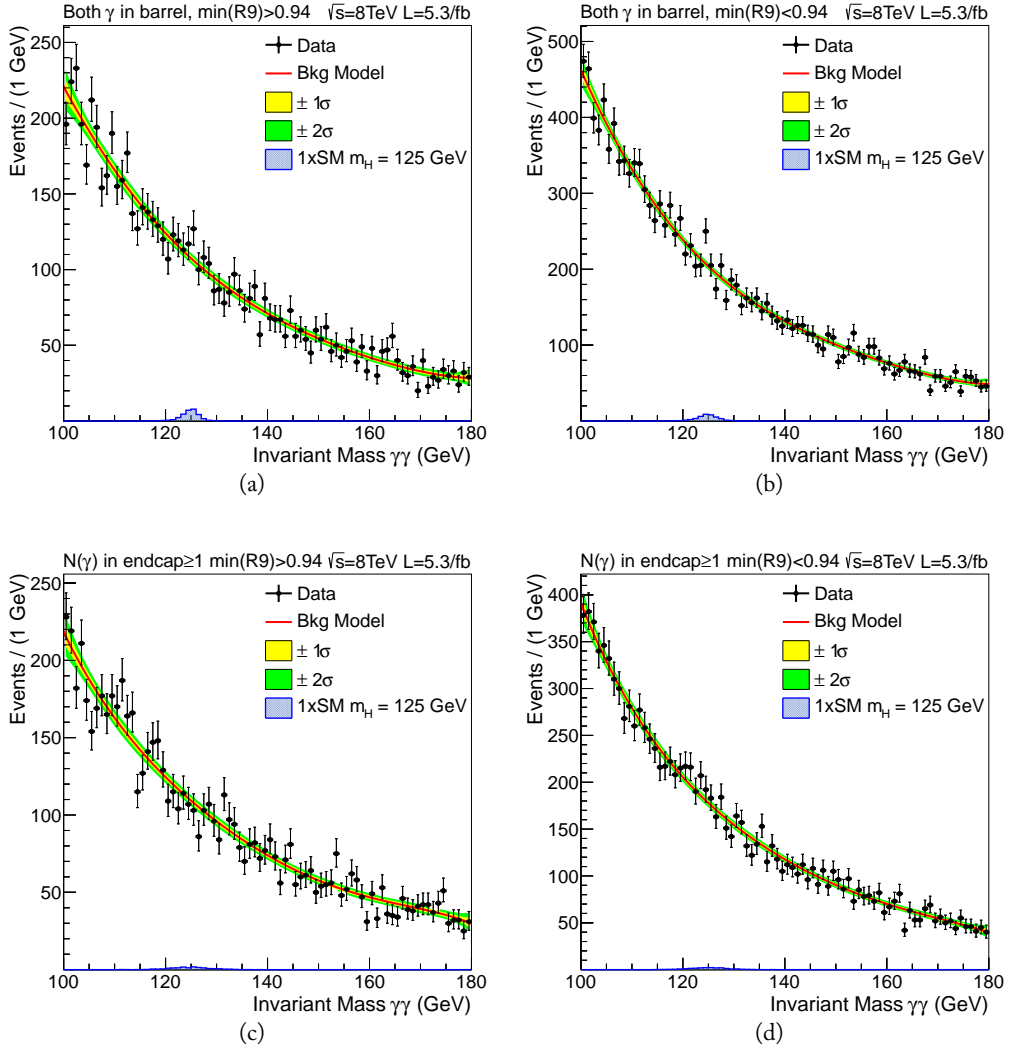 Both γ in barrel, min(R9)>0.94 √s=8TeV L=5.3/fb
Events / (1 GeV)
250
200
150
100
50
Data
Bkg Model
± 1σ
± 2σ
1xSM m_H = 125 GeV
100 120 140 160 180
Invariant Mass γγ (GeV)
(a)
Both γ in barrel, min(R9)<0.94 √s=8TeV L=5.3/fb
Events / (1 GeV)
500
400
300
200
100
Data
Bkg Model
± 1σ
± 2σ
1xSM m_H = 125 GeV
100 120 140 160 180
Invariant Mass γγ (GeV)
(b)
N(γ) in endcap≥1 min(R9)>0.94 √s=8TeV L=5.3/fb
Events / (1 GeV)
250
200
150
100
50
Data
Bkg Model
± 1σ
± 2σ
1xSM m_H = 125 GeV
100 120 140 160 180
Invariant Mass γγ (GeV)
(c)
N(γ) in endcap≥1 min(R9)<0.94 √s=8TeV L=5.3/fb
Events / (1 GeV)
400
350
300
250
200
150
100
50
Data
Bkg Model
± 1σ
± 2σ
1xSM m_H = 125 GeV
100 120 140 160 180
Invariant Mass γγ (GeV)
(d)